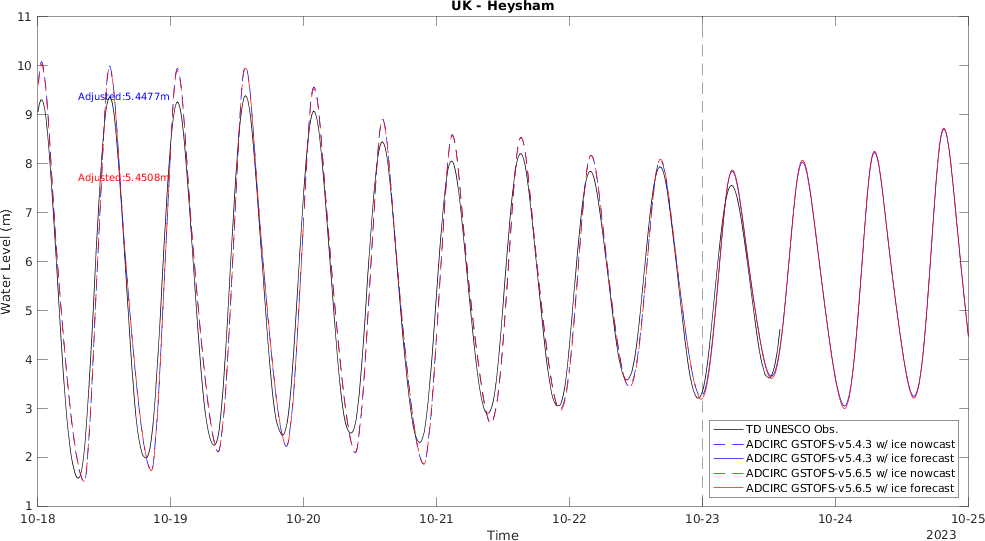 UK - Heysham
Water Level (m)
11
10
9
8
7
6
5
4
3
2
1
Adjusted:5.4477m
Adjusted:5.4508m
TD UNESCO Obs.
ADCIRC GSTOFS-v5.4.3 w/ ice nowcast
ADCIRC GSTOFS-v5.4.3 w/ ice forecast
ADCIRC GSTOFS-v5.6.5 w/ ice nowcast
ADCIRC GSTOFS-v5.6.5 w/ ice forecast
10-18 10-19 10-20 10-21 10-22 10-23 10-24 10-25
Time
2023